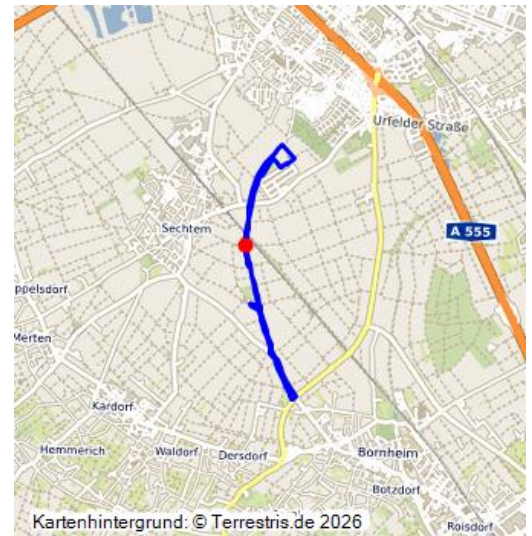 Urfelder Straße
A 555
Sechtem
ppelsdorf
Merten
Kardorf
Hemmerich
Waldorf
Dersdorf
Bornheim
Botzdorf
Roisdorf
Kartenhintergrund: © Terrestris.de 2026